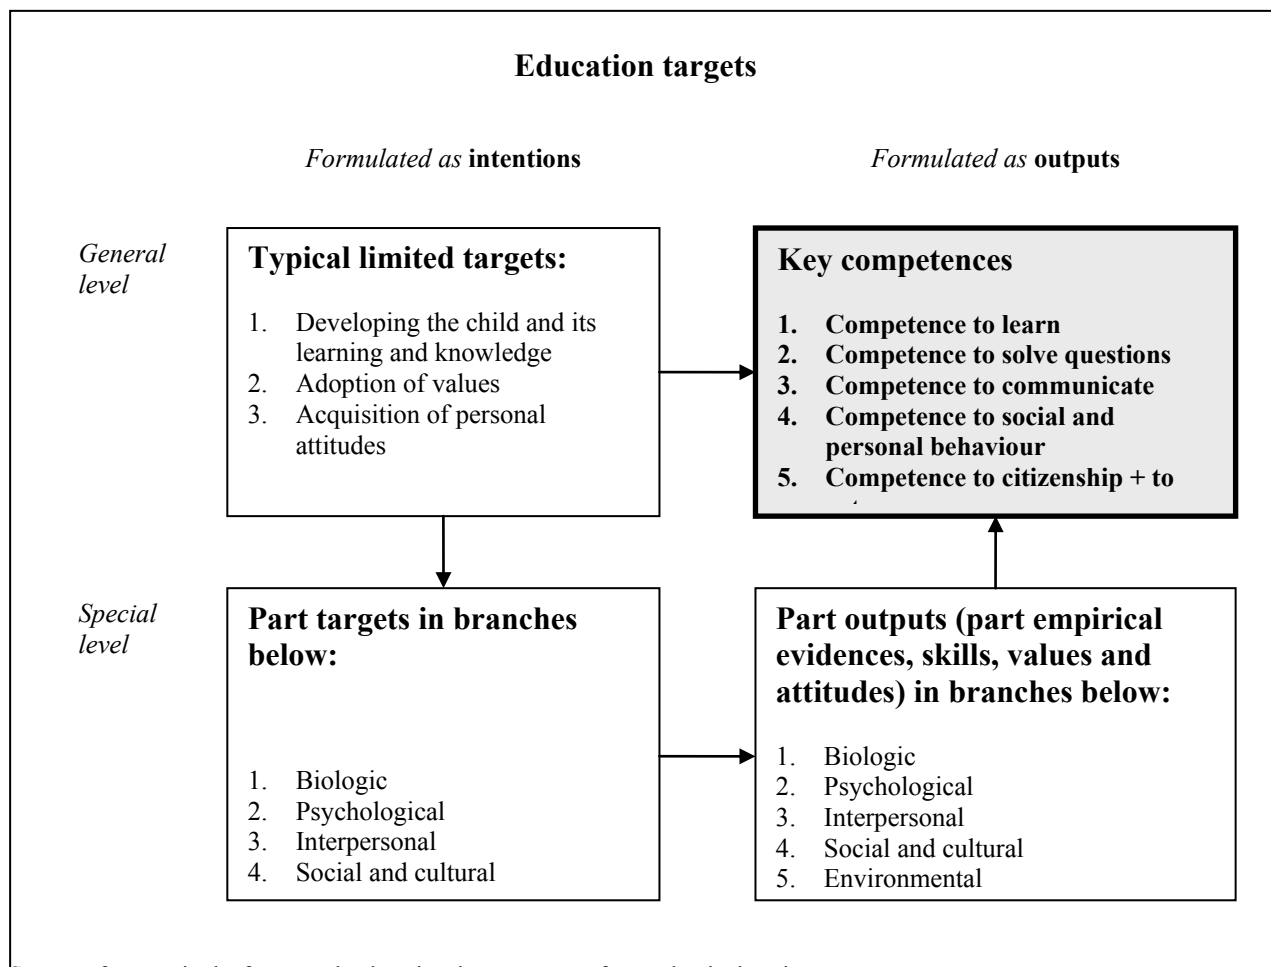 Education targets
Formulated as intentions
Formulated as outputs
General
level
Typical limited targets:
1. Developing the child and its
learning and knowledge
2. Adoption of values
3. Acquisition of personal
attitudes
Key competences
1. Competence to learn
2. Competence to solve questions
3. Competence to communicate
4. Competence to social and
personal behaviour
5. Competence to citizenship + to
Special
level
Part targets in branches
below:
1. Biologic
2. Psychological
3. Interpersonal
4. Social and cultural
Part outputs (part empirical
evidences, skills, values and
attitudes) in branches below:
1. Biologic
2. Psychological
3. Interpersonal
4. Social and cultural
5. Environmental